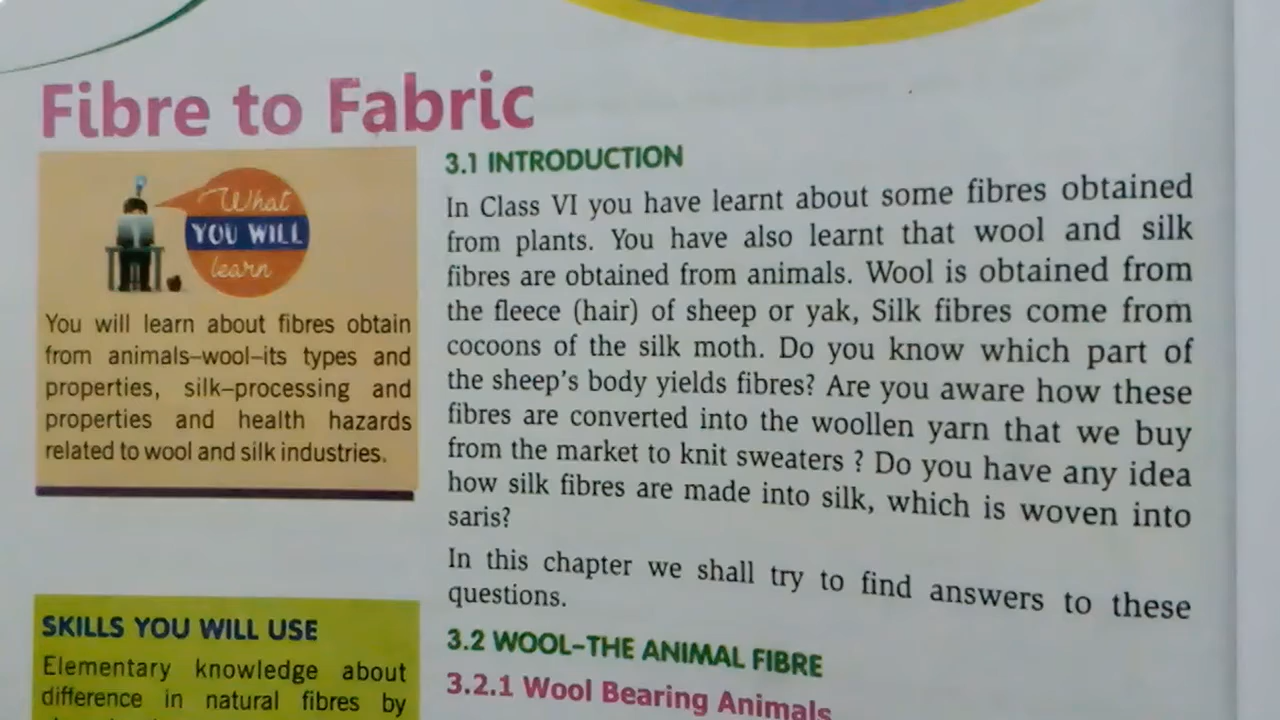 Fibre to Fabric
What
YOU WILL
learn
You will learn about fibres obtain
from animals–wool–its types and
properties, silk–processing and
properties and health hazards
related to wool and silk industries.
SKILLS YOU WILL USE
Elementary knowledge about
difference in natural fibres by
3.1 INTRODUCTION
In Class VI you have learnt about some fibres obtained
from plants. You have also learnt that wool and silk
fibres are obtained from animals. Wool is obtained from
the fleece (hair) of sheep or yak, Silk fibres come from
cocoons of the silk moth. Do you know which part of
the sheep's body yields fibres? Are you aware how these
fibres are converted into the woollen yarn that we buy
from the market to knit sweaters ? Do you have any idea
how silk fibres are made into silk, which is woven into
saris?
In this chapter we shall try to find answers to these
questions.
3.2 WOOL–THE ANIMAL FIBRE
3.2.1 Wool Bearing Animals